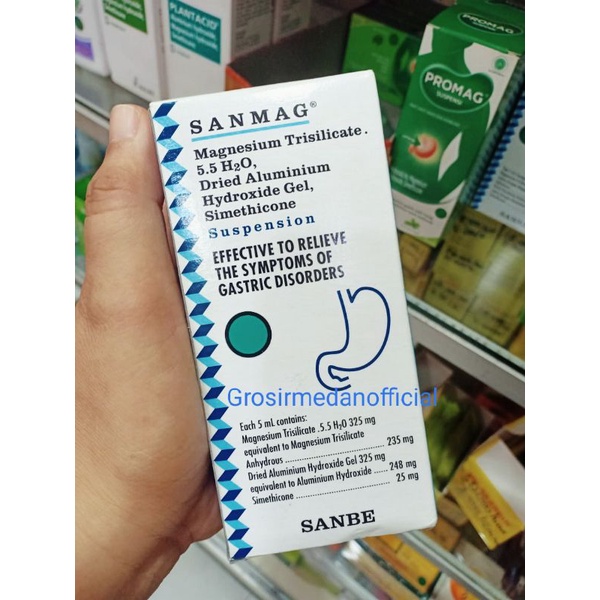 PLANTACID
PROMAG
SANMAG®
Magnesium Trisilicate.
5.5 H2O,
Dried Aluminium
Hydroxide Gel,
Simethicone
Suspension
EFFECTIVE TO RELIEVE
THE SYMPTOMS OF
GASTRIC DISORDERS
Grosirmedanofficial
Each 5 mL contains:
Magnesium Trisilicate .5.5 H2O 325 mg
equivalent to Magnesium Trisilicate
Anhydrous .......................... 235 mg
Dried Aluminium Hydroxide Gel 325 mg
equivalent to Aluminium Hydroxide ...... 248 mg
Simethicone .......................... 25 mg
SANBE